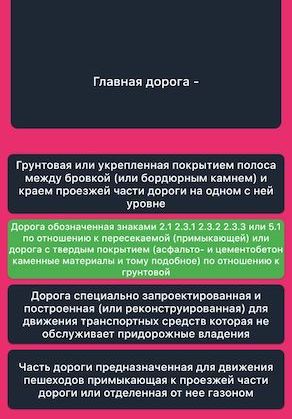 Главная дорога -
Грунтовая или укрепленная покрытием полоса
между бровкой (или бордюрным камнем) и
краем проезжей части дороги на одном с ней
уровне
Дорога обозначенная знаками 2.1 2.3.1 2.3.2 2.3.3 или 5.1
по отношению к пересекаемой (примыкающей) или
дорога с твердым покрытием (асфальто- и цементобетон
каменные материалы и тому подобное) по отношению к
грунтовой
Дорога специально запроектированная и
построенная (или реконструированная) для
движения транспортных средств которая не
обслуживает придорожные владения
Часть дороги предназначенная для движения
пешеходов примыкающая к проезжей части
дороги или отделенная от нее газоном